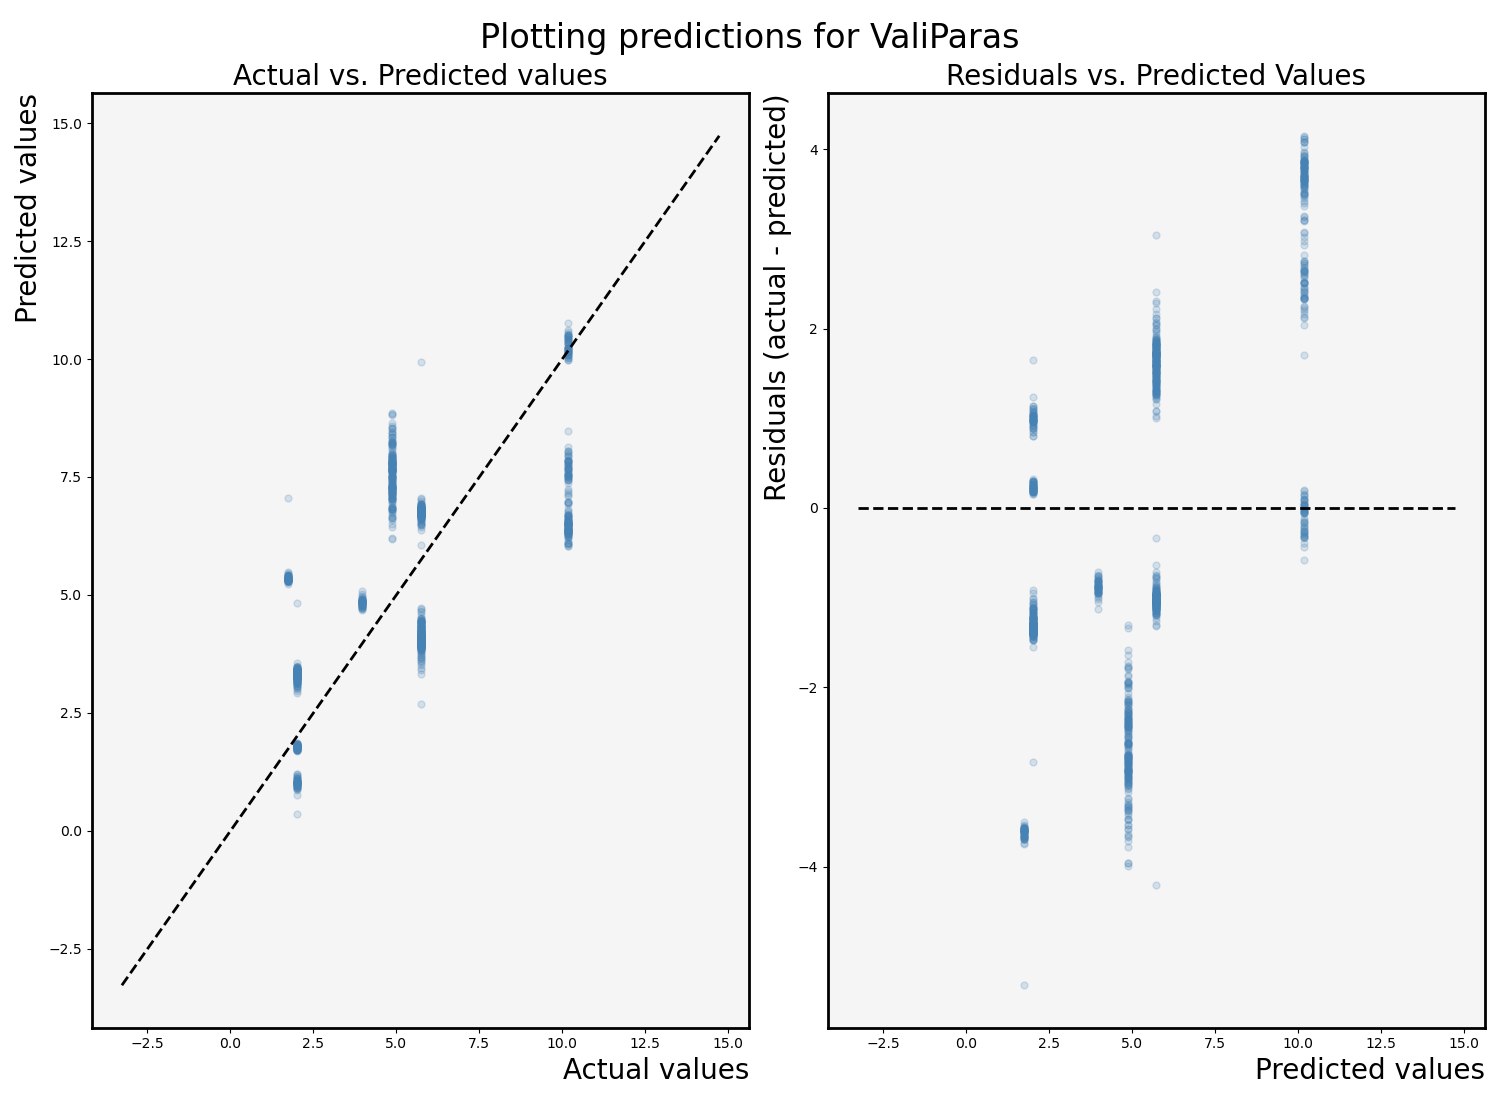 Plotting predictions for ValiParas
Actual vs. Predicted values
Predicted values
15.0
12.5
10.0
7.5
5.0
2.5
0.0
−2.5
−2.5 0.0 2.5 5.0 7.5 10.0 12.5 15.0
Actual values
Residuals vs. Predicted Values
Residuals (actual - predicted)
4
2
0
−2
−4
−2.5 0.0 2.5 5.0 7.5 10.0 12.5 15.0
Predicted values